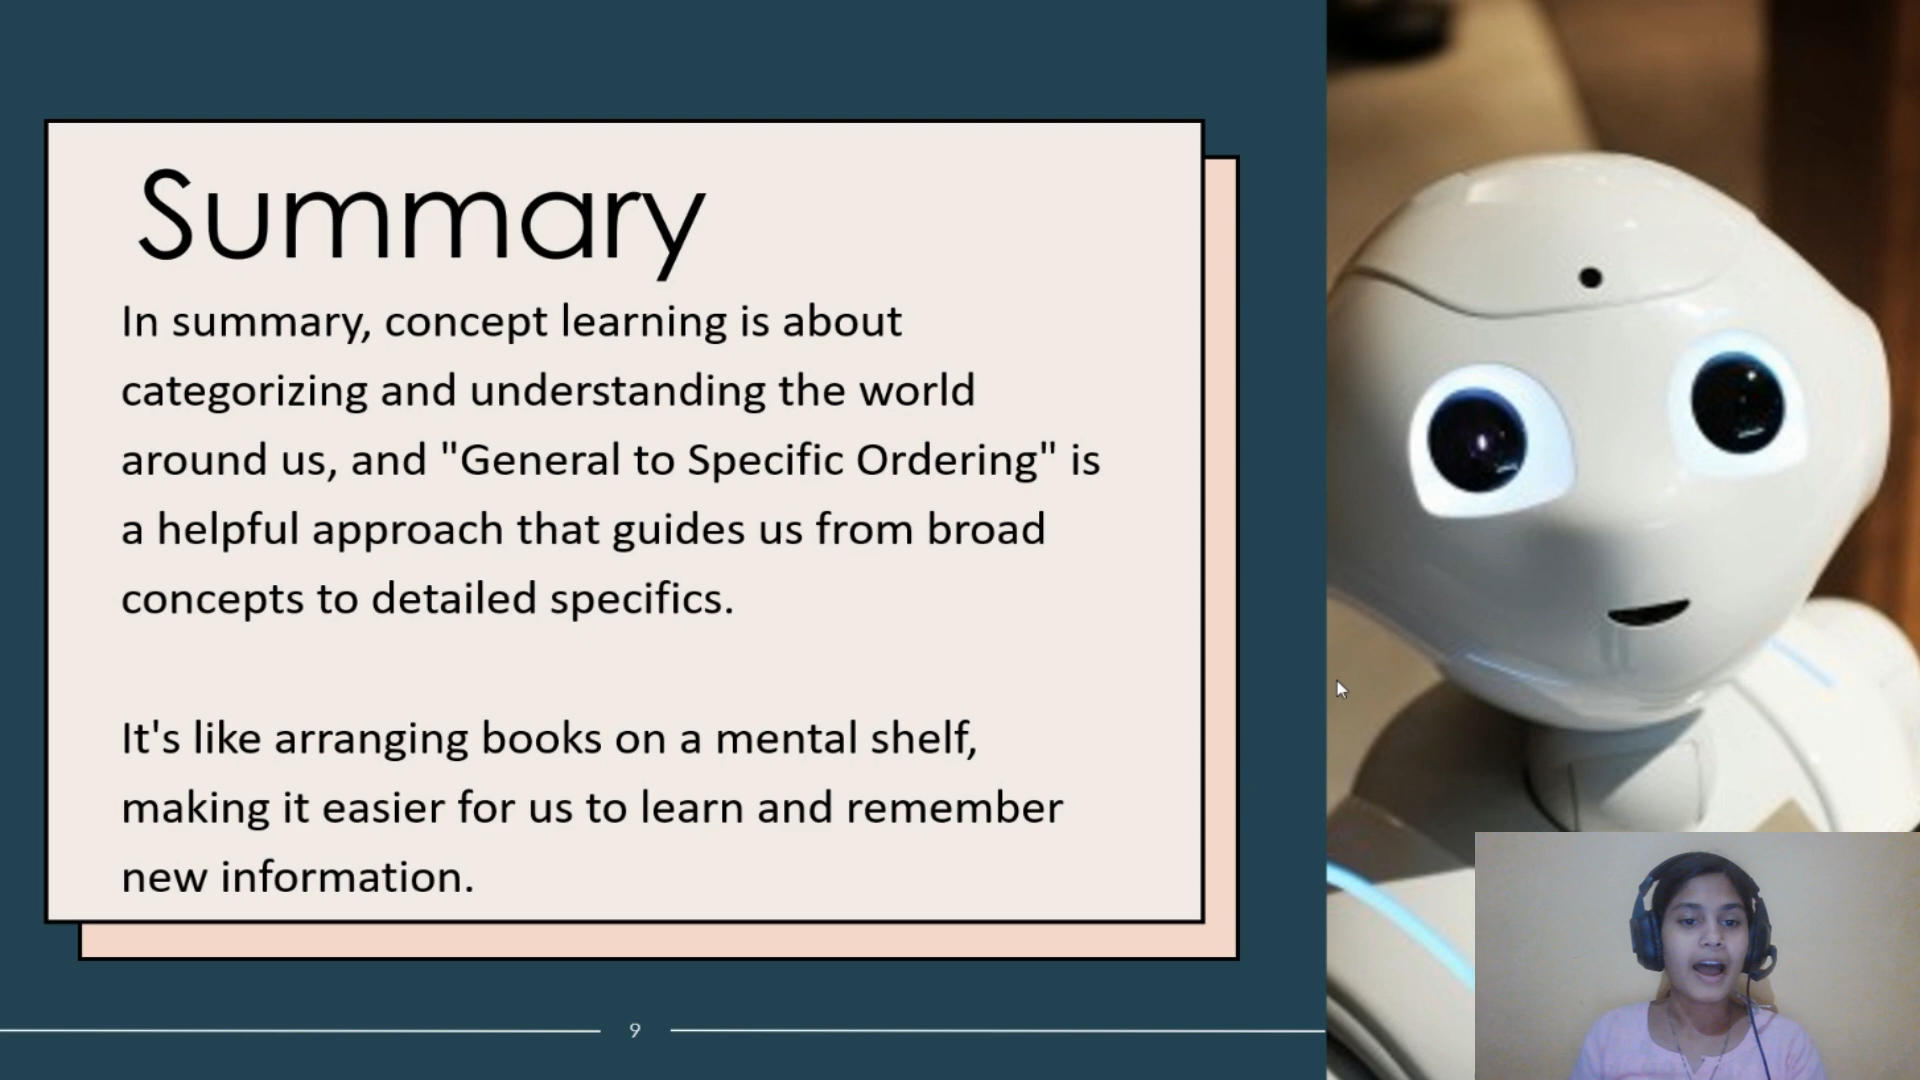 Summary
In summary, concept learning is about
categorizing and understanding the world
around us, and "General to Specific Ordering" is
a helpful approach that guides us from broad
concepts to detailed specifics.
It's like arranging books on a mental shelf,
making it easier for us to learn and remember
new information.
9